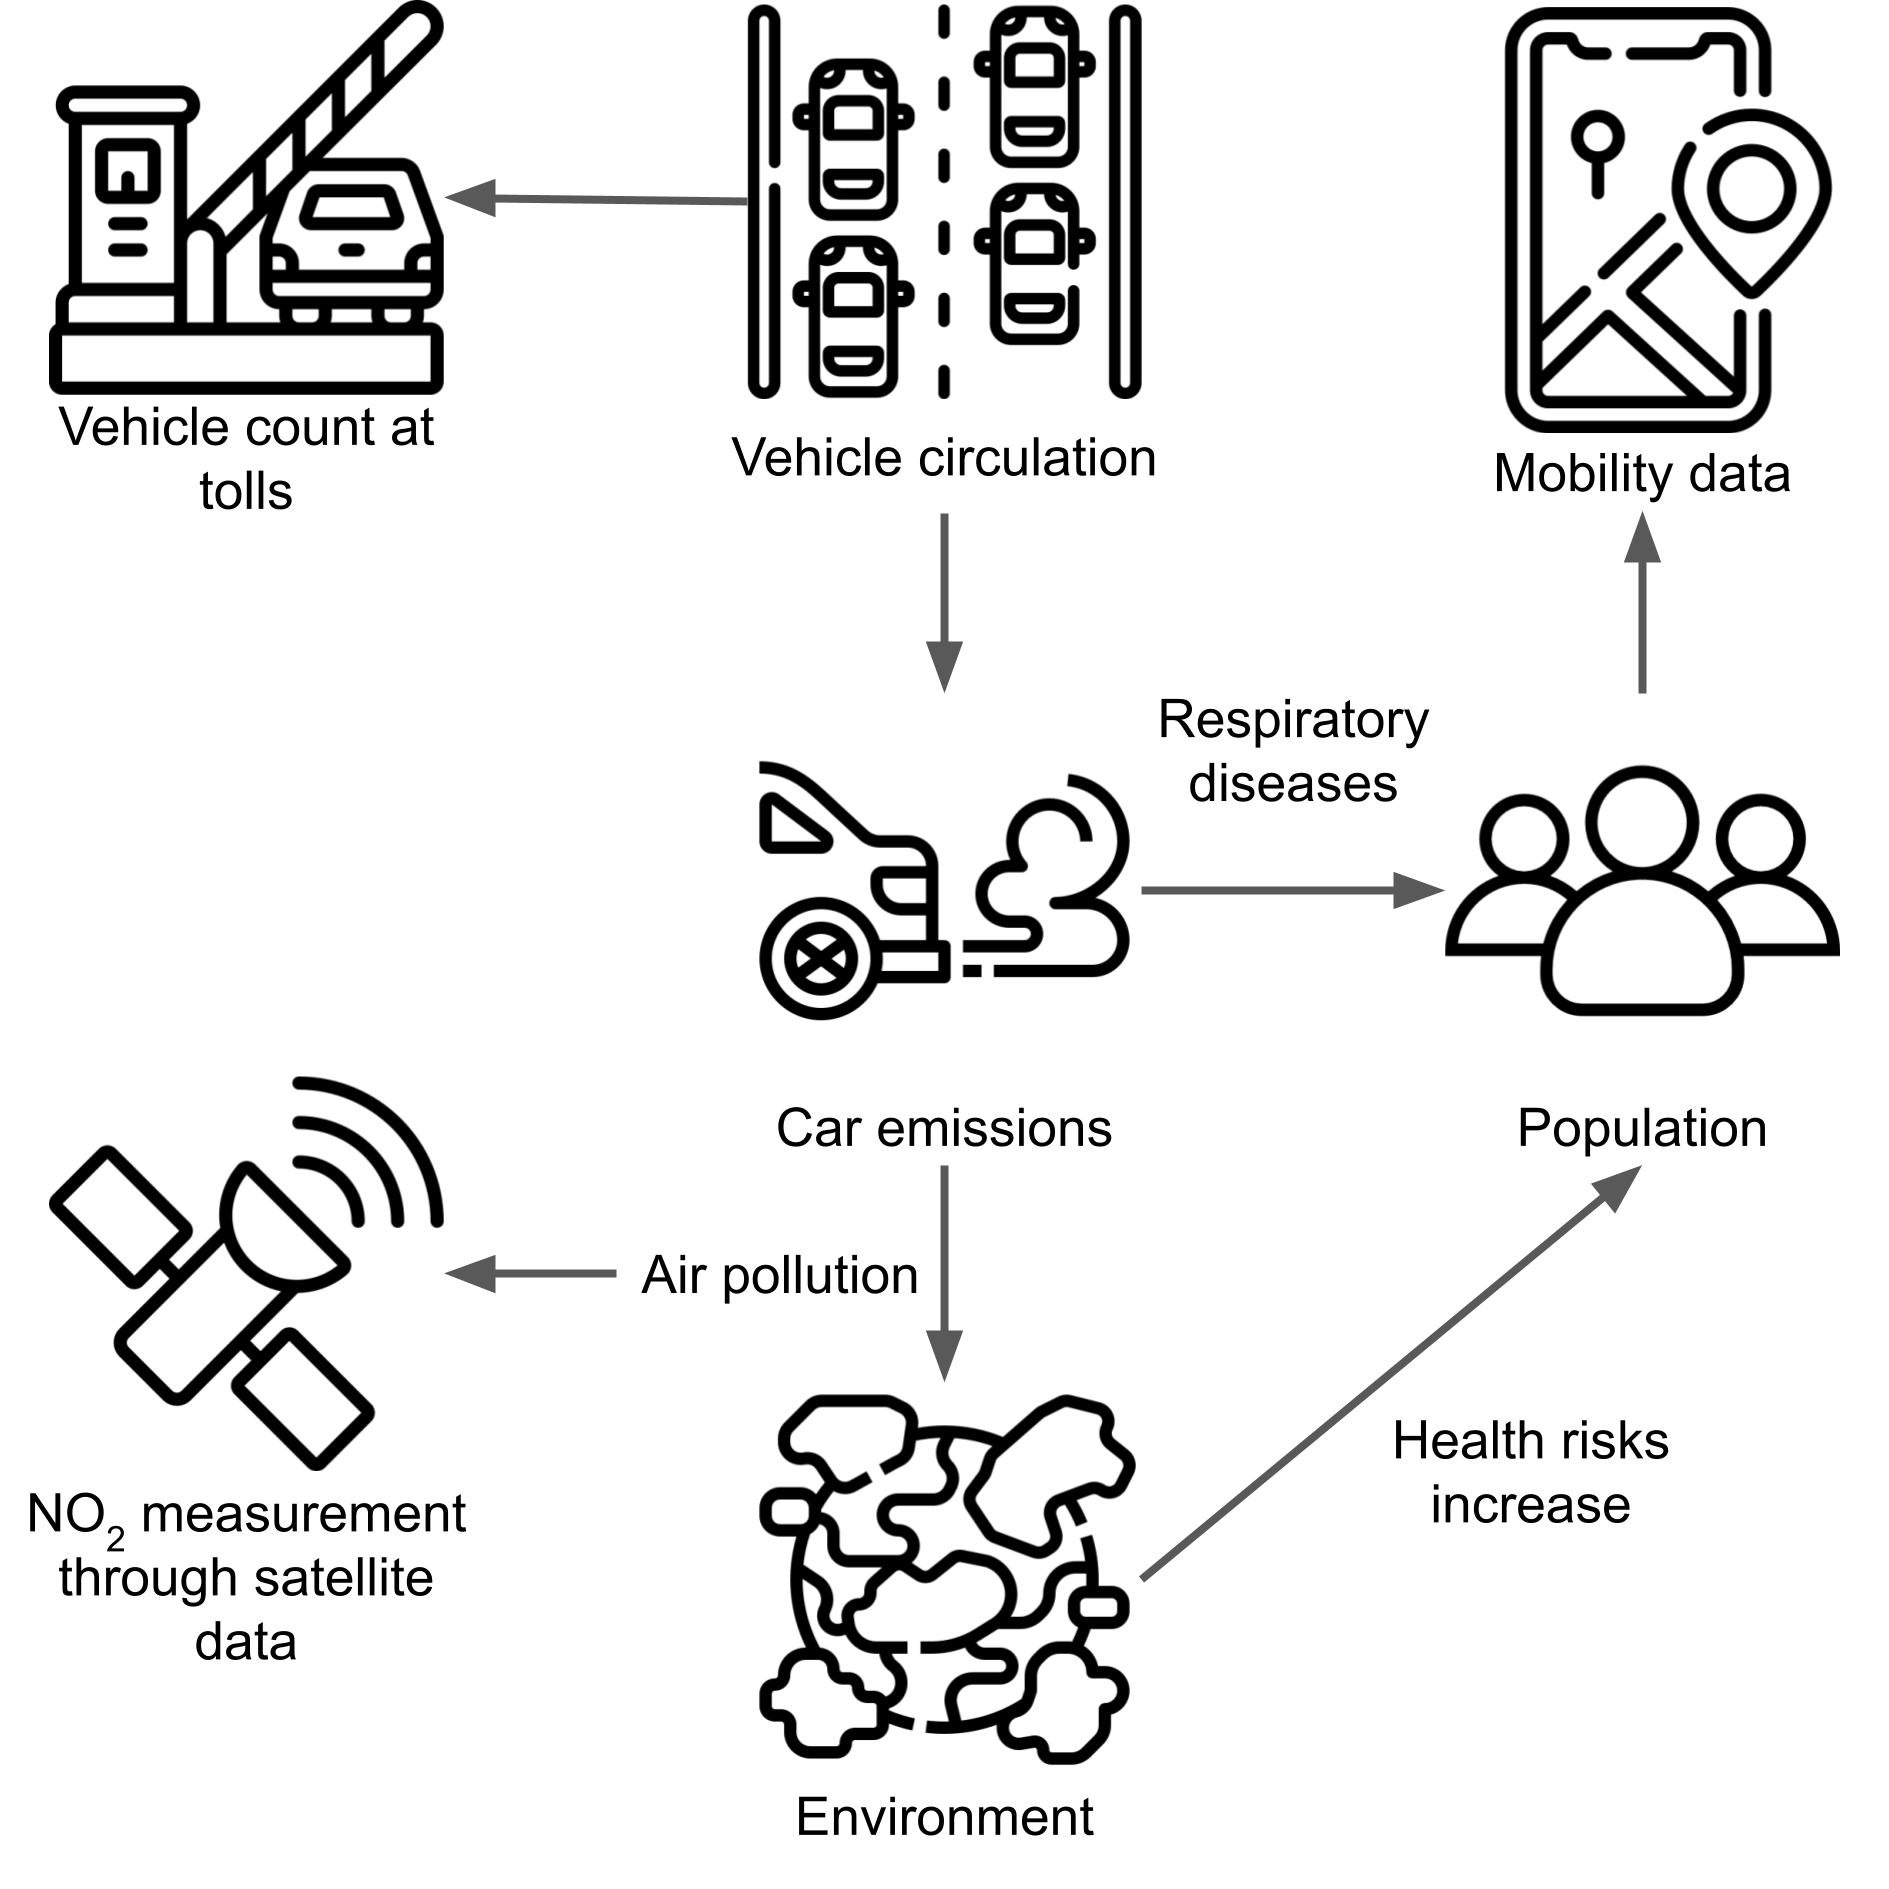 Vehicle count at
tolls
Vehicle circulation
Mobility data
Respiratory
diseases
Car emissions
Population
Air pollution
Health risks
increase
NO₂ measurement
through satellite
data
Environment